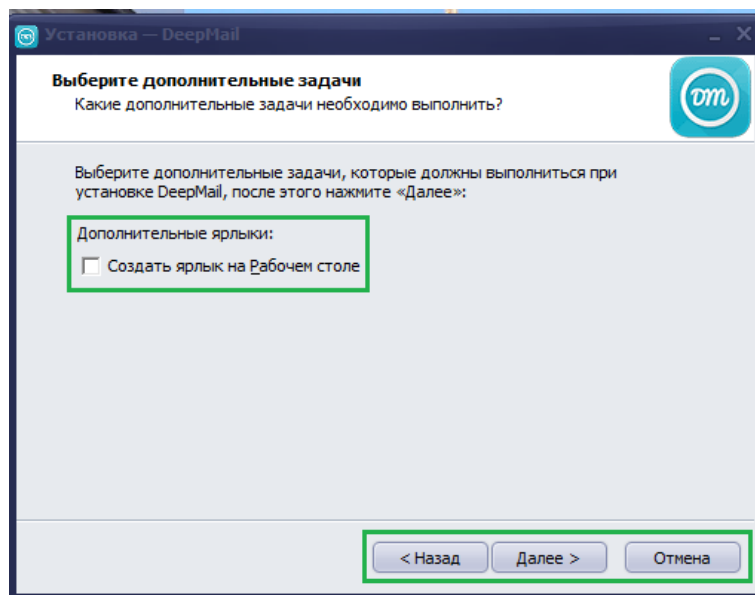 Установка — DeepMail
Выберите дополнительные задачи
Какие дополнительные задачи необходимо выполнить?
Dm
Выберите дополнительные задачи, которые должны выполниться при
установке DeepMail, после этого нажмите «Далее»:
Дополнительные ярлыки:
Создать ярлык на Рабочем столе
< Назад Далее > Отмена